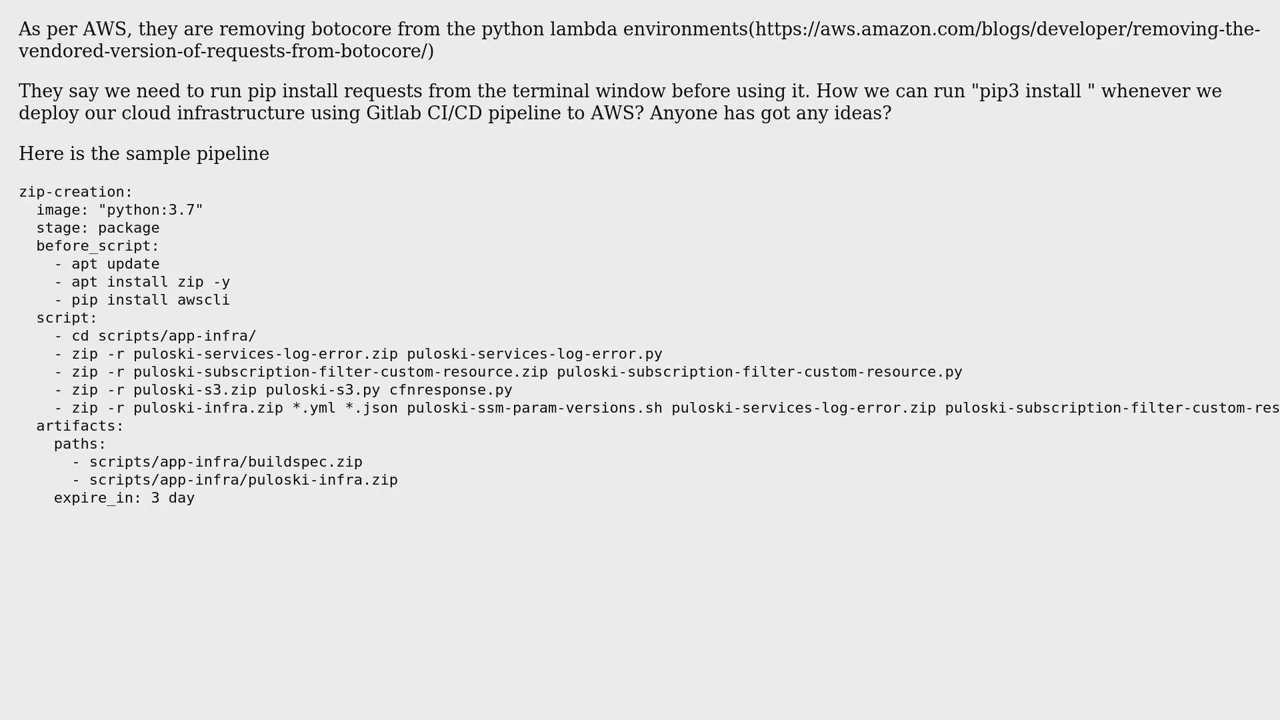 As per AWS, they are removing botocore from the python lambda environments(https://aws.amazon.com/blogs/developer/removing-the-
vendored-version-of-requests-from-botocore/)
They say we need to run pip install requests from the terminal window before using it. How we can run "pip3 install " whenever we
deploy our cloud infrastructure using Gitlab CI/CD pipeline to AWS? Anyone has got any ideas?
Here is the sample pipeline
zip-creation:
  image: "python:3.7"
  stage: package
  before_script:
    - apt update
    - apt install zip -y
    - pip install awscli
  script:
    - cd scripts/app-infra/
    - zip -r puloski-services-log-error.zip puloski-services-log-error.py
    - zip -r puloski-subscription-filter-custom-resource.zip puloski-subscription-filter-custom-resource.py
    - zip -r puloski-s3.zip puloski-s3.py cfnresponse.py
    - zip -r puloski-infra.zip *.yml *.json puloski-ssm-param-versions.sh puloski-services-log-error.zip puloski-subscription-filter-custom-res
  artifacts:
    paths:
      - scripts/app-infra/buildspec.zip
      - scripts/app-infra/puloski-infra.zip
    expire_in: 3 day